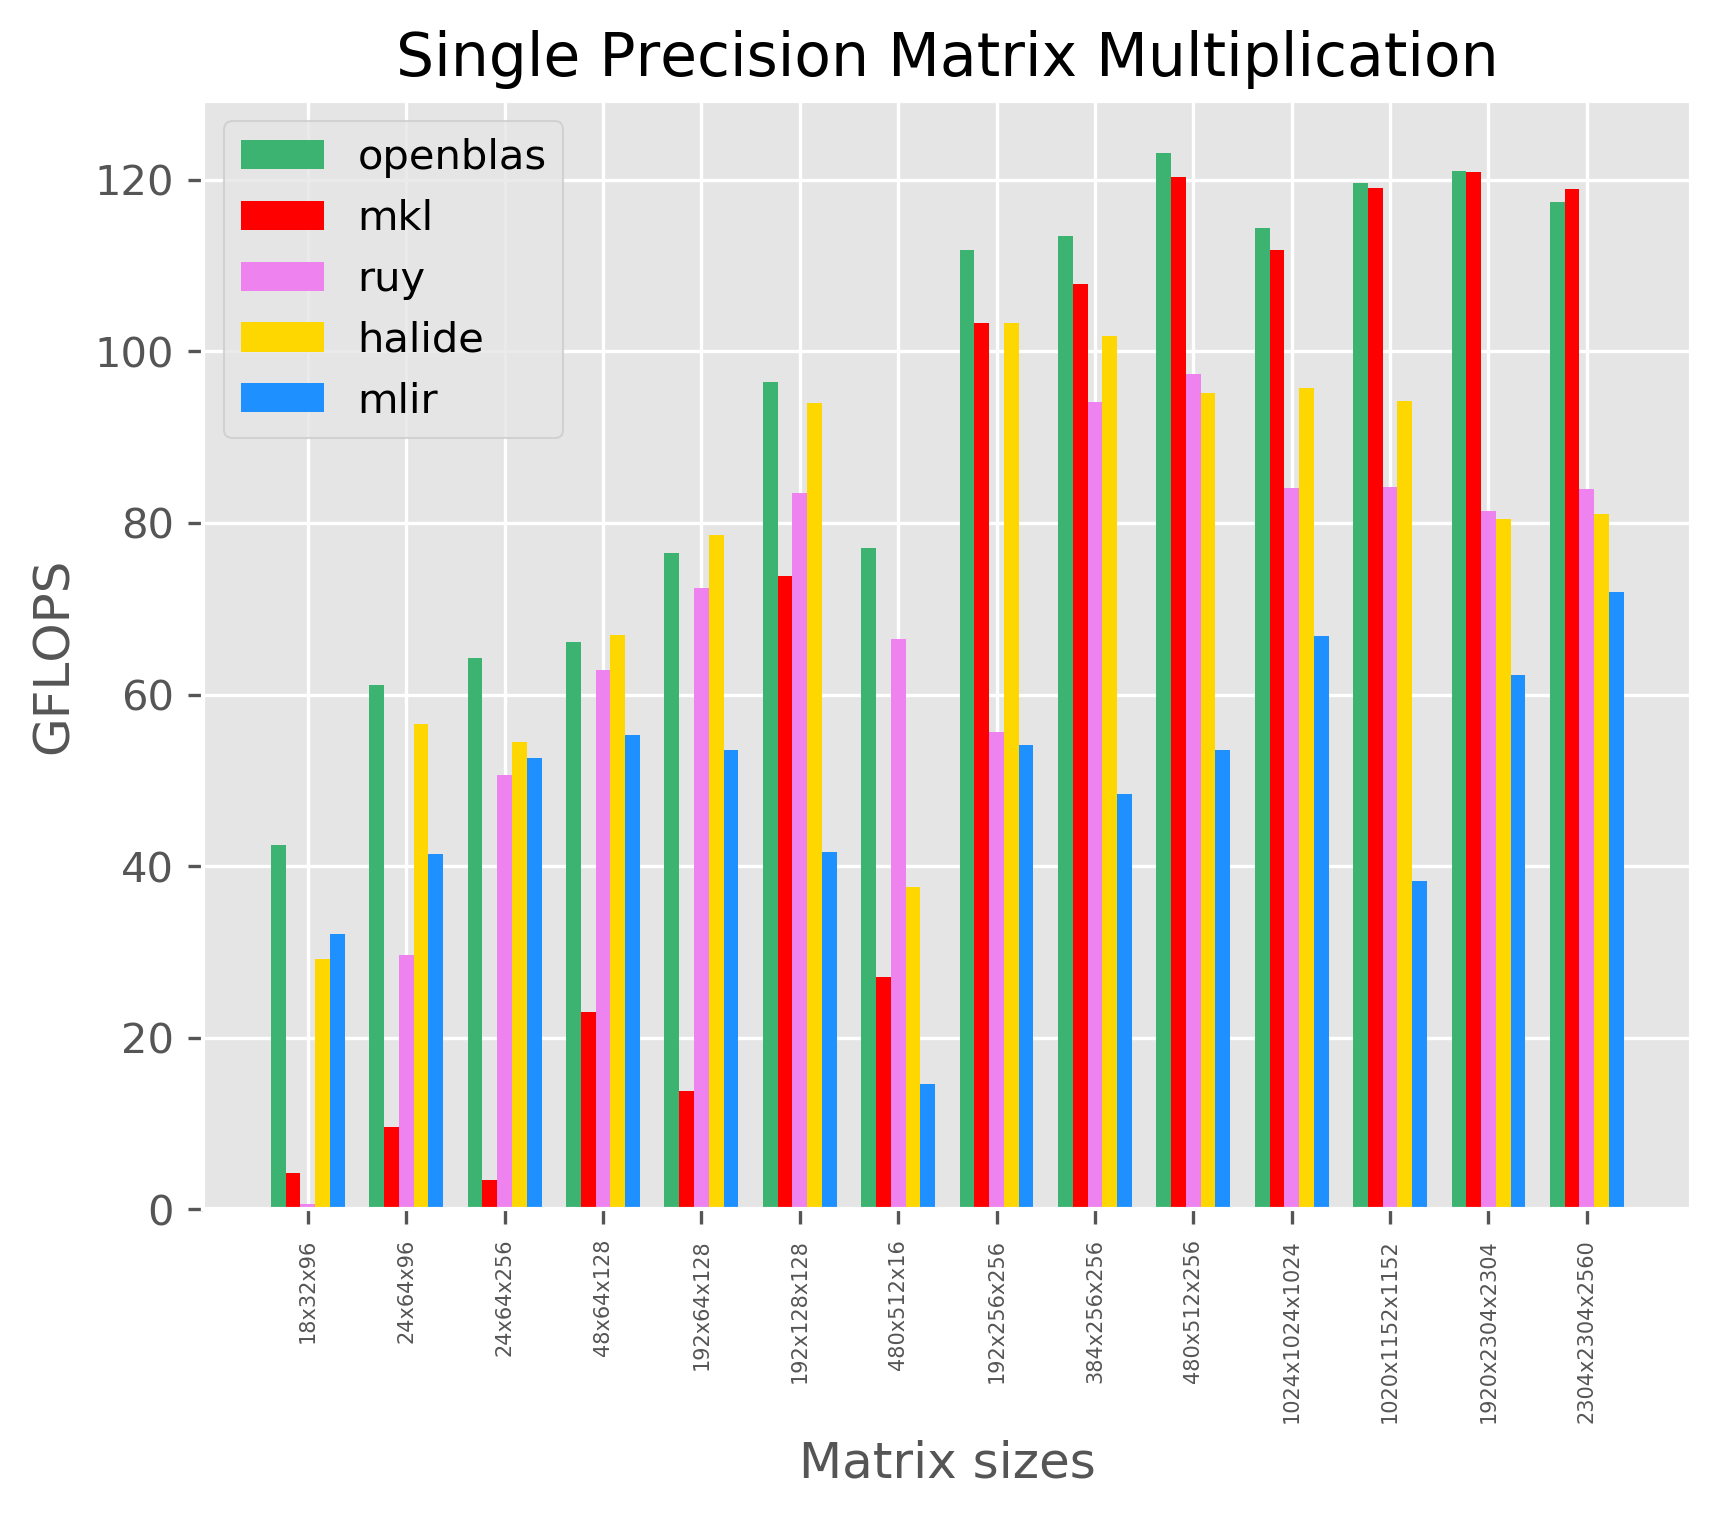 Single Precision Matrix Multiplication
openblas
mkl
ruy
halide
mlir
GFLOPS
120
100
80
60
40
20
0
18x32x96
24x64x96
24x64x256
48x64x128
192x64x128
192x128x128
480x512x16
192x256x256
384x256x256
480x512x256
1024x1024x1024
1020x1152x1152
1920x2304x2304
2304x2304x2560
Matrix sizes